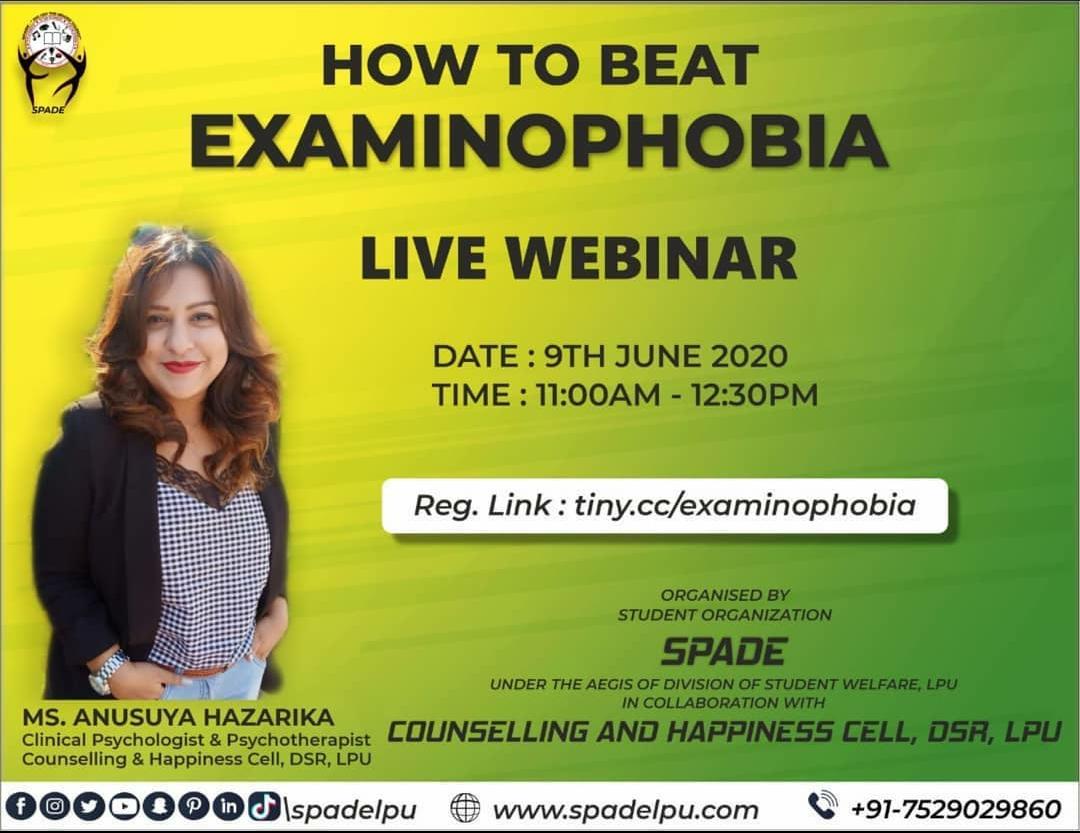 SPADE
HOW TO BEAT
EXAMINOPHOBIA
LIVE WEBINAR
DATE : 9TH JUNE 2020
TIME : 11:00AM - 12:30PM
Reg. Link : tiny.cc/examinophobia
ORGANISED BY
STUDENT ORGANIZATION
SPADE
UNDER THE AEGIS OF DIVISION OF STUDENT WELFARE, LPU
IN COLLABORATION WITH
COUNSELLING AND HAPPINESS CELL, DSR, LPU
MS. ANUSUYA HAZARIKA
Clinical Psychologist & Psychotherapist
Counselling & Happiness Cell, DSR, LPU
\spadelpu www.spadelpu.com +91-7529029860